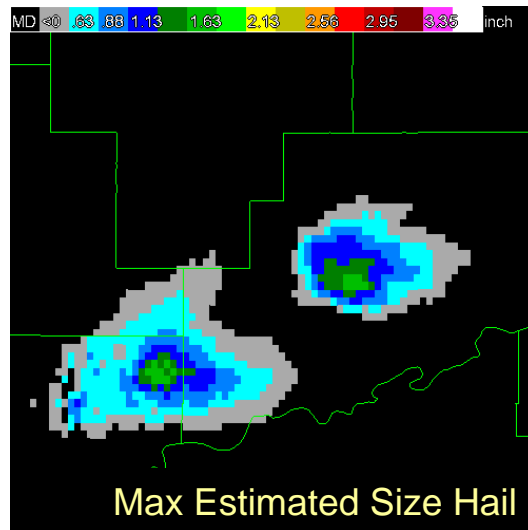 MD <0 .63 .88 1.13 1.63 2.13 2.56 2.95 3.35 inch
Max Estimated Size Hail